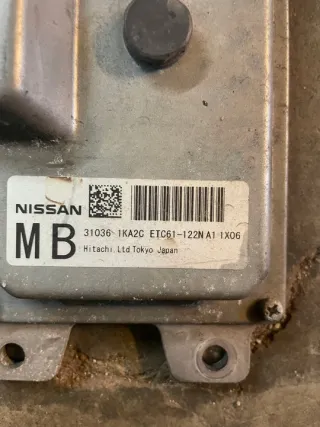 NISSAN
MB 31036 1KA2C ETC61-122N A1 1X06
Hitachi.Ltd Tokyo Japan